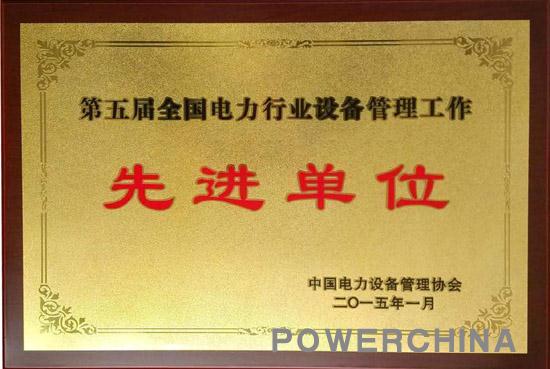 第五届全国电力行业设备管理工作
先进单位
中国电力设备管理协会
二〇一五年一月
POWERCHINA